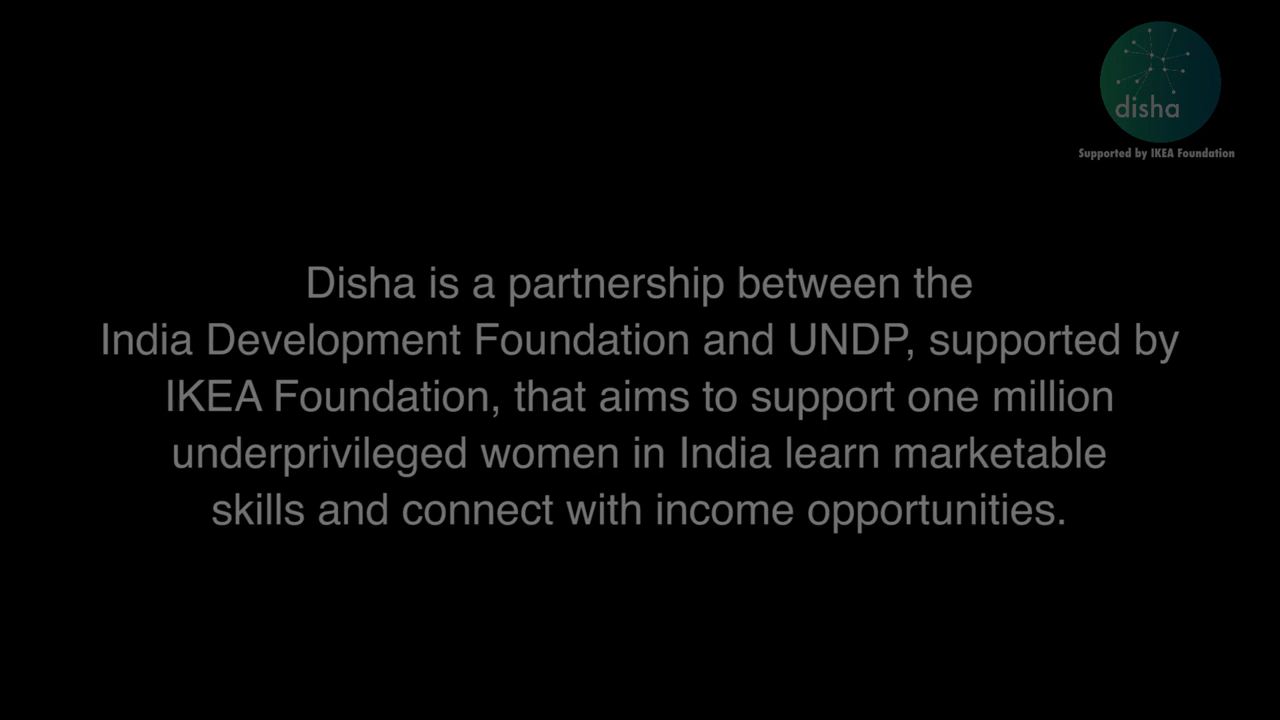 disha
Supported by IKEA Foundation
Disha is a partnership between the
India Development Foundation and UNDP, supported by
IKEA Foundation, that aims to support one million
underprivileged women in India learn marketable
skills and connect with income opportunities.